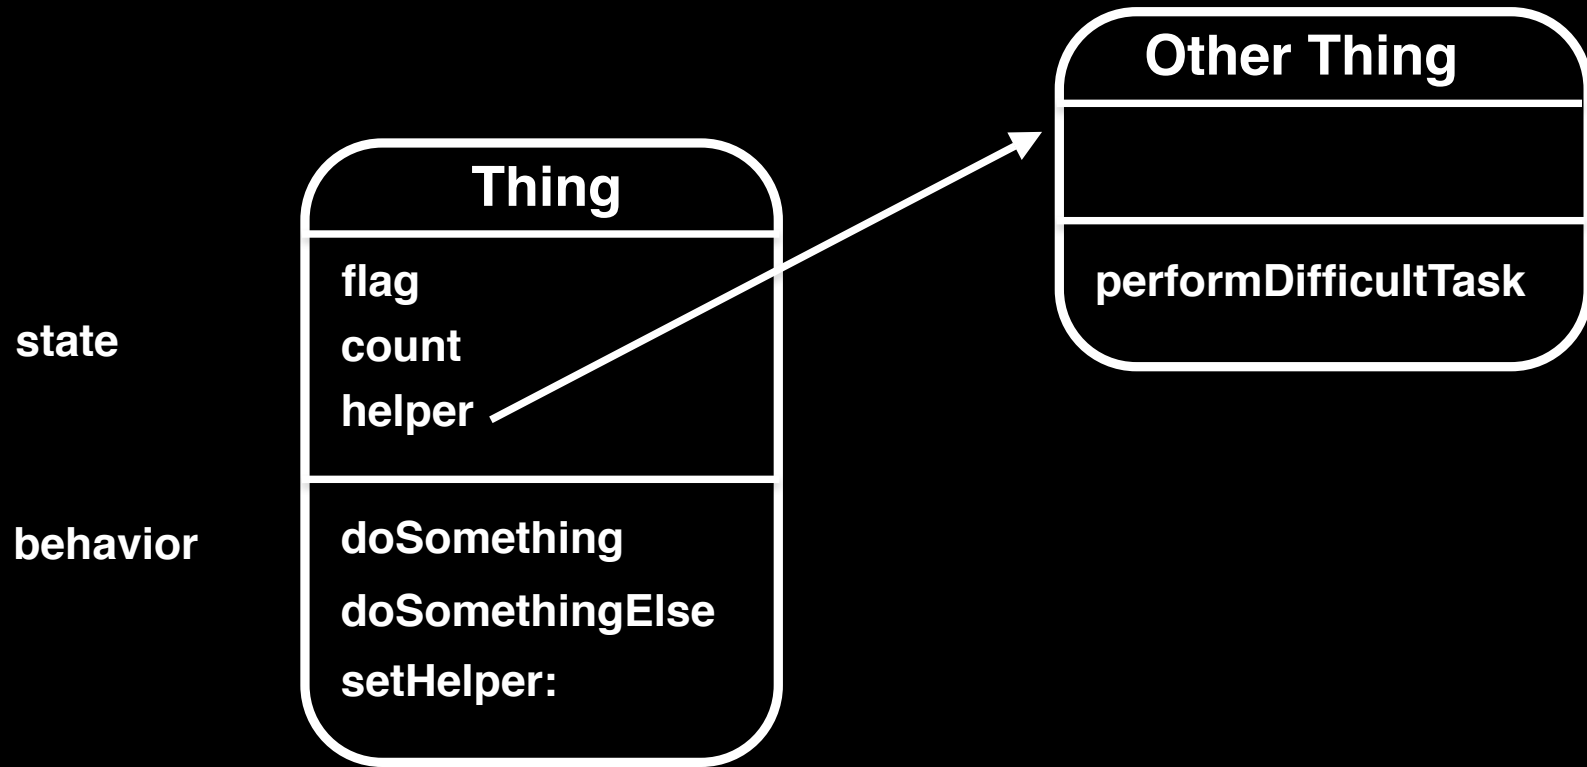 Other Thing
performDifficultTask
Thing
flag
count
helper
doSomething
doSomethingElse
setHelper:
state
behavior